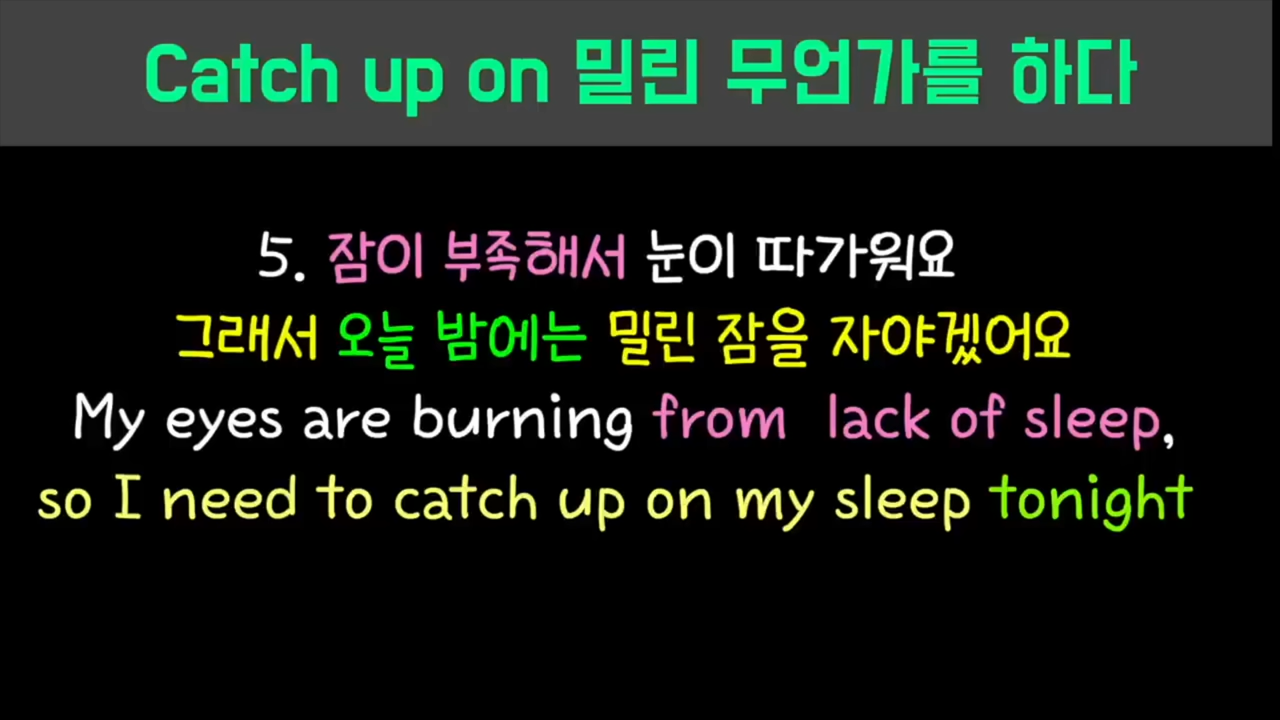 Catch up on 밀린 무언가를 하다
5. 잠이 부족해서 눈이 따가워요
그래서 오늘 밤에는 밀린 잠을 자야겠어요
My eyes are burning from lack of sleep,
so I need to catch up on my sleep tonight